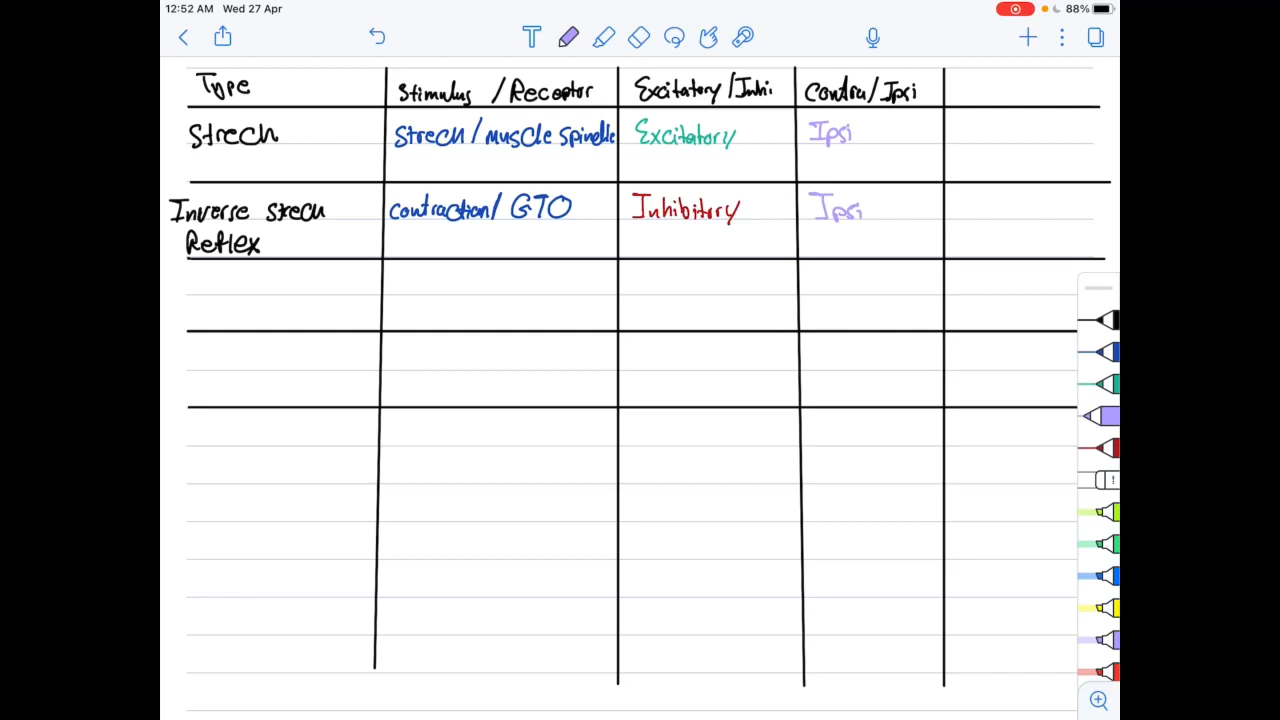 12:52 AM Wed 27 Apr 88%
Type Stimulus /Receptor Excitatory/Inhi. Contra/Ipsi
Strech Strech/muscle spindle Excitatory Ipsi
Inverse strech contraction/ GTO Inhibitory Ipsi
Reflex